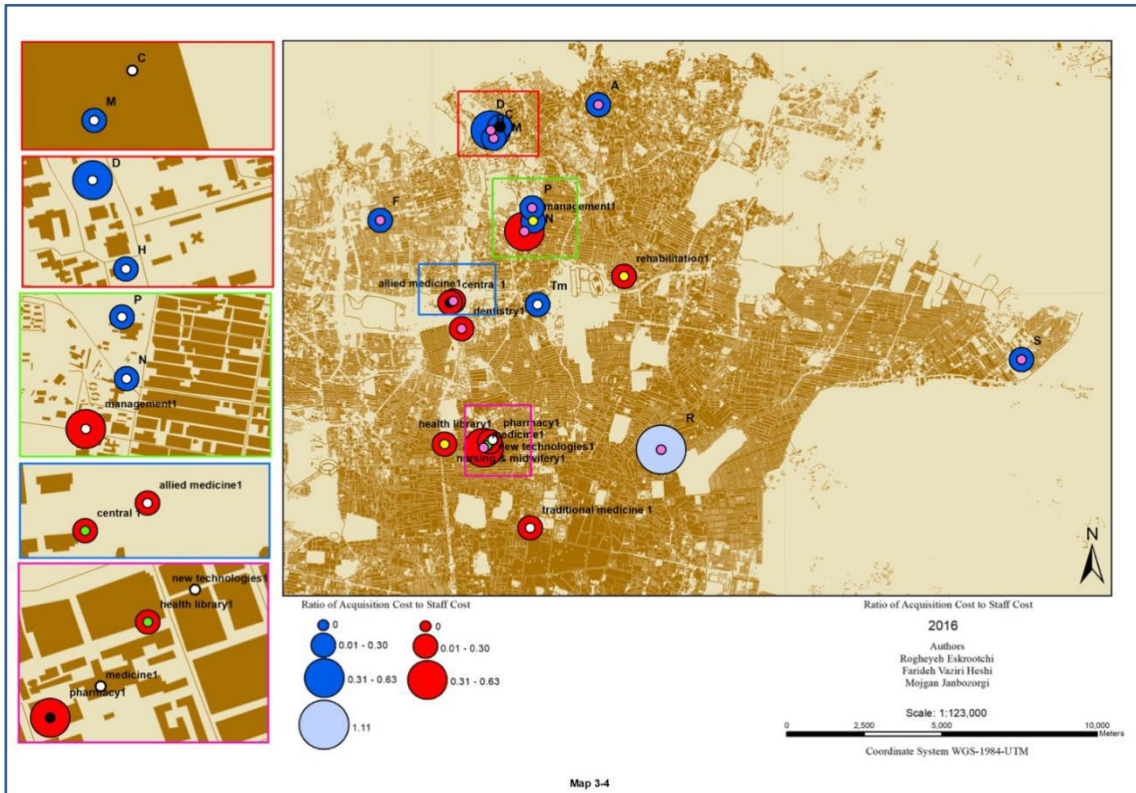 C
M
D
H
P
N
management1
allied medicine1
central 1
new technologies1
health library1
medicine1
pharmacy1
A
D
C
M
F
P
management1
N
rehabilitation1
allied medicine1
central 1
Tm
dentistry1
S
R
health library1
pharmacy1
medicine1
new technologies1
nursing & midwifery1
traditional medicine 1
N
Ratio of Acquisition Cost to Staff Cost
0
0.01 - 0.30
0.31 - 0.63
1.11
0
0.01 - 0.30
0.31 - 0.63
Ratio of Acquisition Cost to Staff Cost
2016
Authors
Rogheyeh Eskrootchi
Farideh Vaziri Heshi
Mojgan Janbozorgi
Scale: 1:123,000
0 2,500 5,000 10,000
Meters
Coordinate System WGS-1984-UTM
Map 3-4